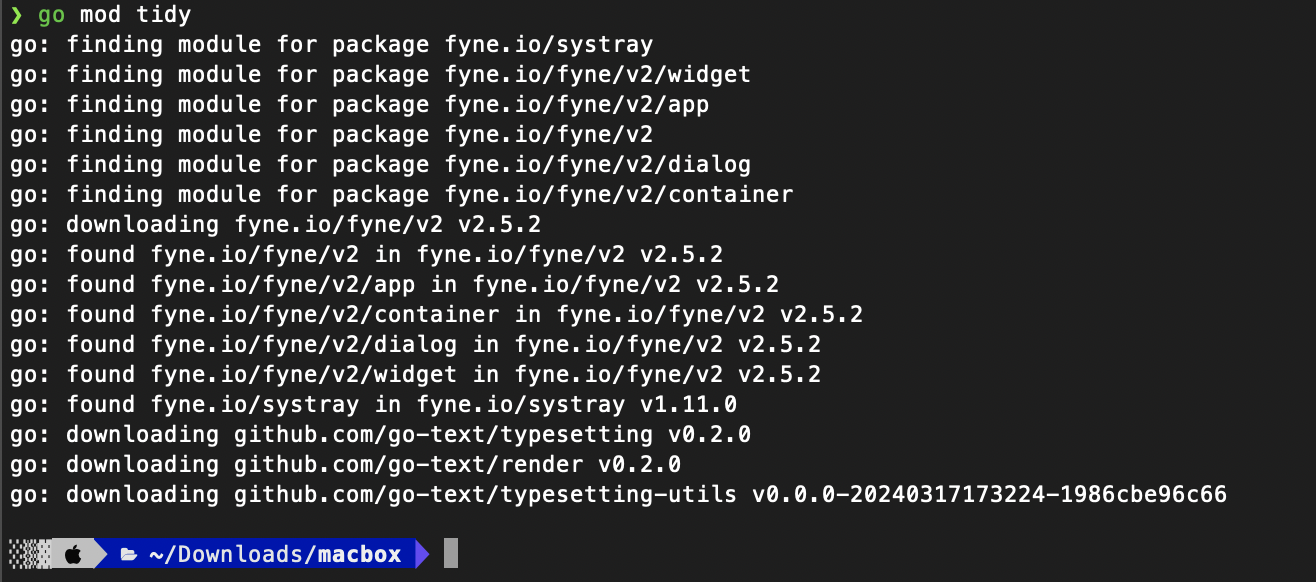 ❯ go mod tidy
go: finding module for package fyne.io/systray
go: finding module for package fyne.io/fyne/v2/widget
go: finding module for package fyne.io/fyne/v2/app
go: finding module for package fyne.io/fyne/v2
go: finding module for package fyne.io/fyne/v2/dialog
go: finding module for package fyne.io/fyne/v2/container
go: downloading fyne.io/fyne/v2 v2.5.2
go: found fyne.io/fyne/v2 in fyne.io/fyne/v2 v2.5.2
go: found fyne.io/fyne/v2/app in fyne.io/fyne/v2 v2.5.2
go: found fyne.io/fyne/v2/container in fyne.io/fyne/v2 v2.5.2
go: found fyne.io/fyne/v2/dialog in fyne.io/fyne/v2 v2.5.2
go: found fyne.io/fyne/v2/widget in fyne.io/fyne/v2 v2.5.2
go: found fyne.io/systray in fyne.io/systray v1.11.0
go: downloading github.com/go-text/typesetting v0.2.0
go: downloading github.com/go-text/render v0.2.0
go: downloading github.com/go-text/typesetting-utils v0.0.0-20240317173224-1986cbe96c66
~/Downloads/macbox